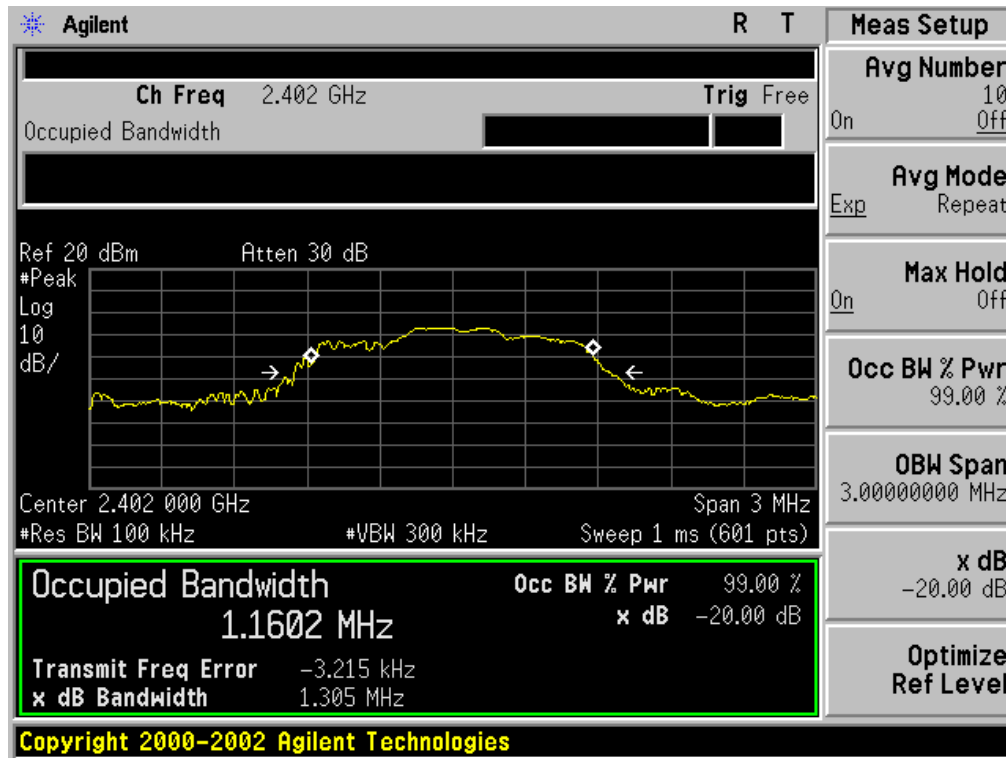 Agilent R T
Ch Freq 2.402 GHz Trig Free
Occupied Bandwidth
Ref 20 dBm Atten 30 dB
#Peak
Log
10
dB/
Center 2.402 000 GHz Span 3 MHz
#Res BW 100 kHz #VBW 300 kHz Sweep 1 ms (601 pts)
Occupied Bandwidth Occ BW % Pwr 99.00 %
1.1602 MHz x dB -20.00 dB
Transmit Freq Error -3.215 kHz
x dB Bandwidth 1.305 MHz
Copyright 2000-2002 Agilent Technologies
Meas Setup
Avg Number
10
On Off
Avg Mode
Exp Repeat
Max Hold
On Off
Occ BW % Pwr
99.00 %
OBW Span
3.00000000 MHz
x dB
-20.00 dB
Optimize
Ref Level